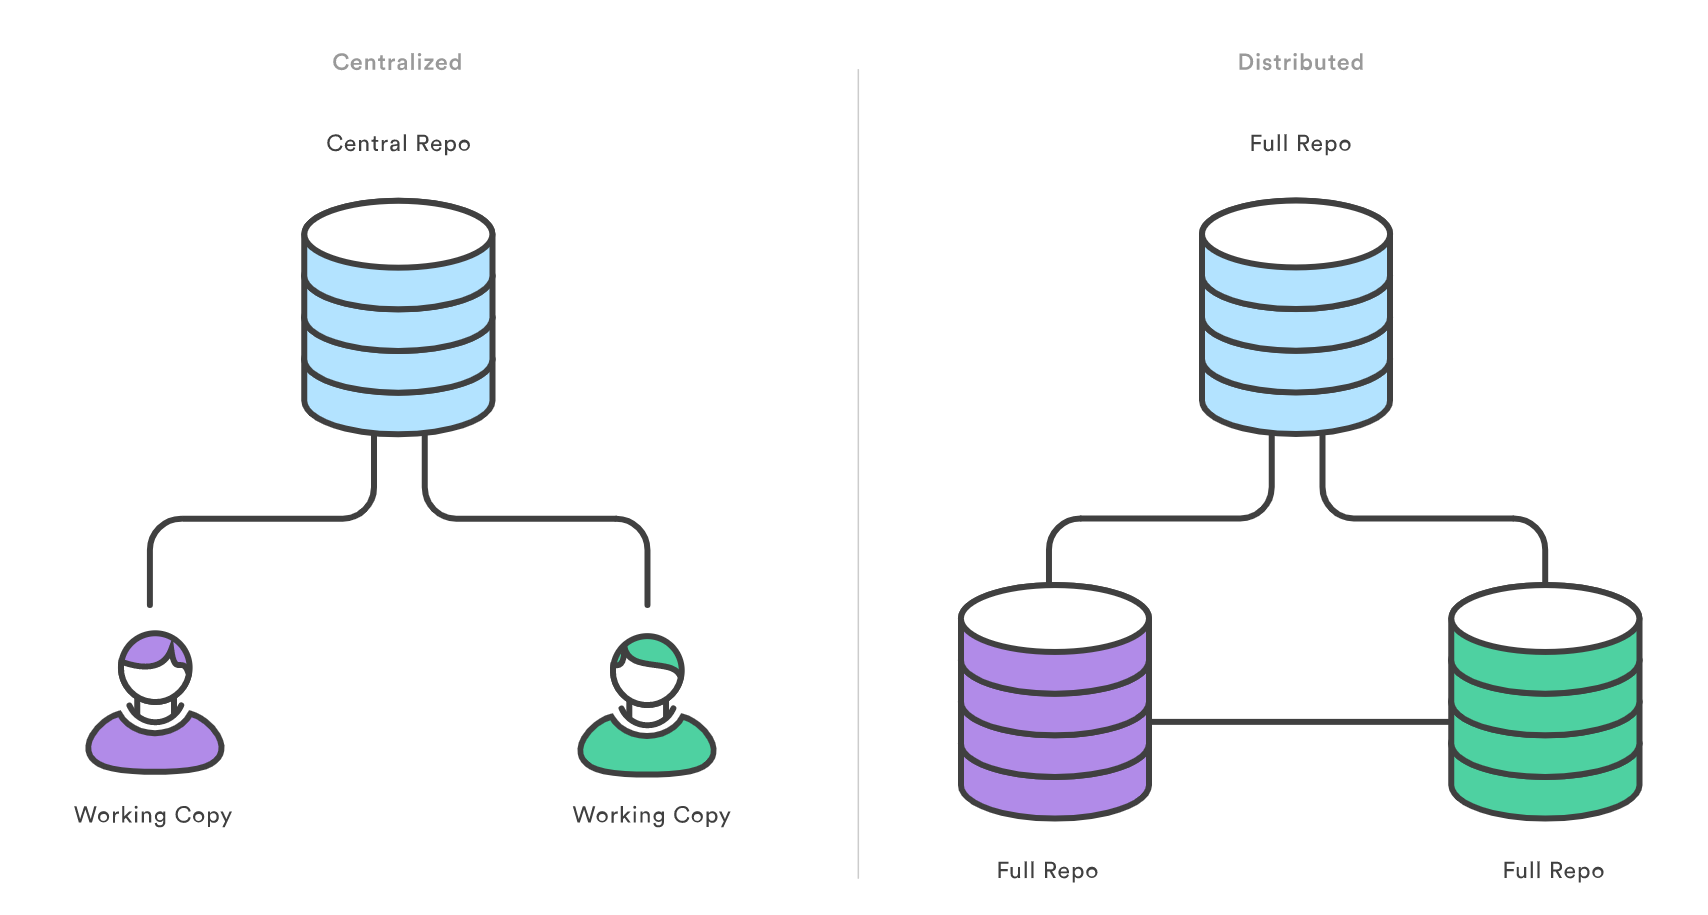 Centralized
Central Repo
Working Copy
Working Copy
Distributed
Full Repo
Full Repo
Full Repo